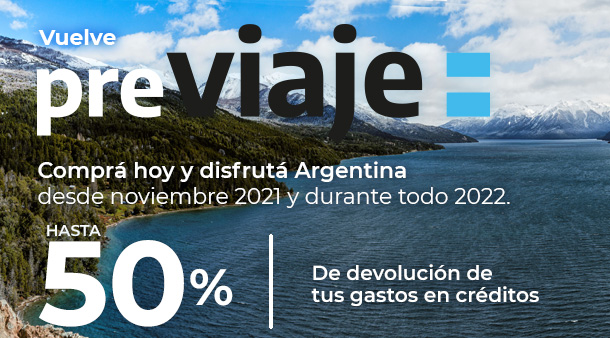 Vuelve
previaje
Comprá hoy y disfrutá Argentina
desde noviembre 2021 y durante todo 2022.
HASTA
50%
De devolución de
tus gastos en créditos